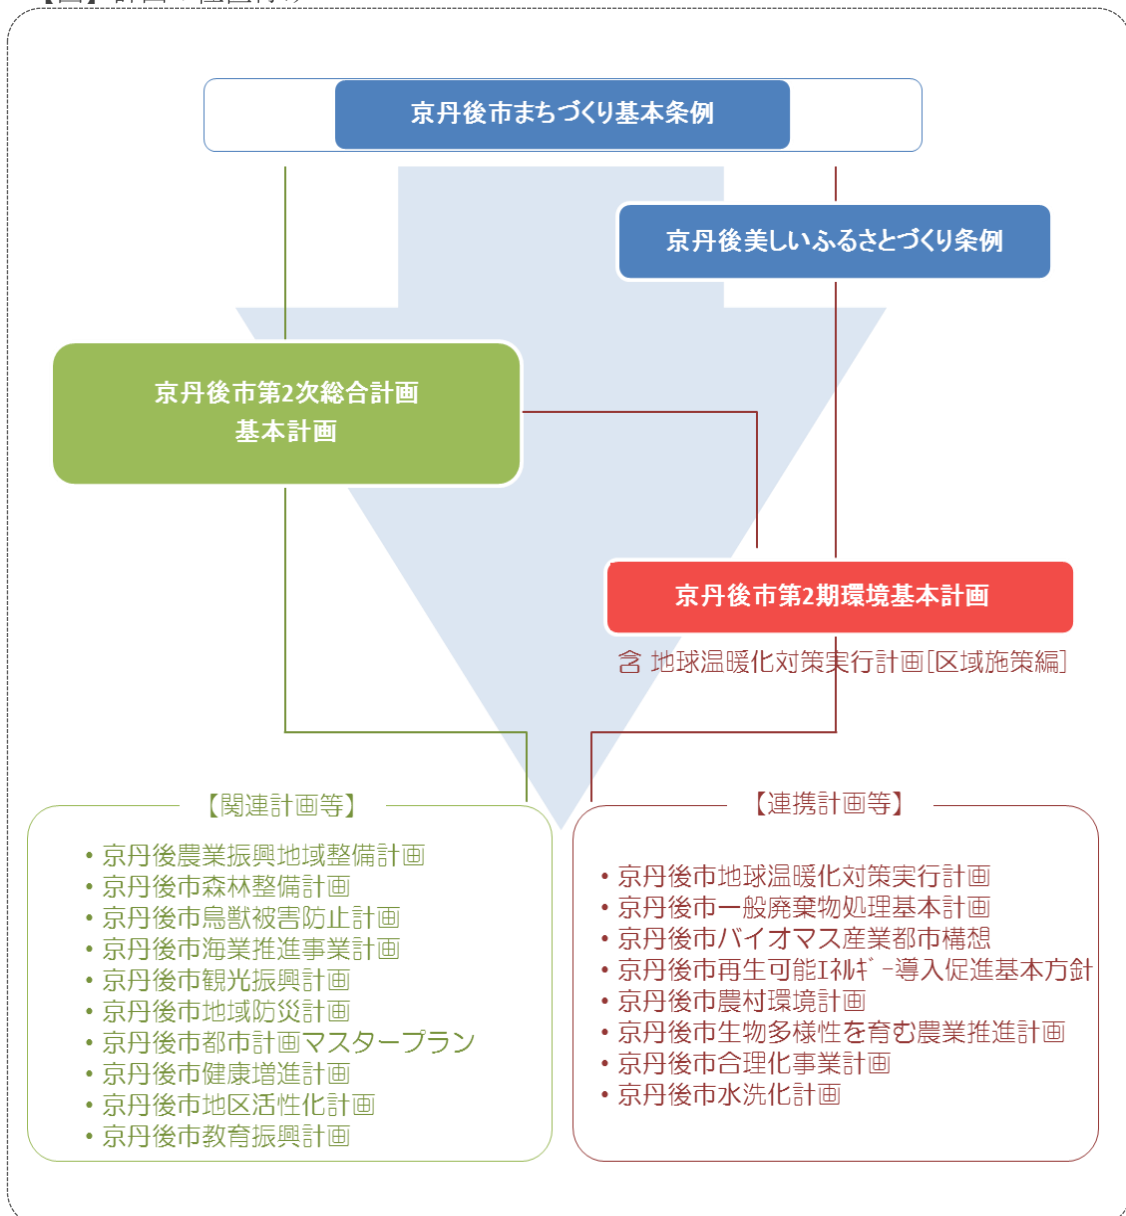 京丹後市まちづくり基本条例
京丹後美しいふるさとづくり条例
京丹後市第2次総合計画
基本計画
京丹後市第2期環境基本計画
含 地球温暖化対策実行計画[区域施策編]
【関連計画等】
・京丹後農業振興地域整備計画
・京丹後市森林整備計画
・京丹後市鳥獣被害防止計画
・京丹後市海業推進事業計画
・京丹後市観光振興計画
・京丹後市地域防災計画
・京丹後市都市計画マスタープラン
・京丹後市健康増進計画
・京丹後市地区活性化計画
・京丹後市教育振興計画
【連携計画等】
・京丹後市地球温暖化対策実行計画
・京丹後市一般廃棄物処理基本計画
・京丹後市バイオマス産業都市構想
・京丹後市再生可能ｴﾈﾙｷﾞｰ導入促進基本方針
・京丹後市農村環境計画
・京丹後市生物多様性を育む農業推進計画
・京丹後市合理化事業計画
・京丹後市水洗化計画